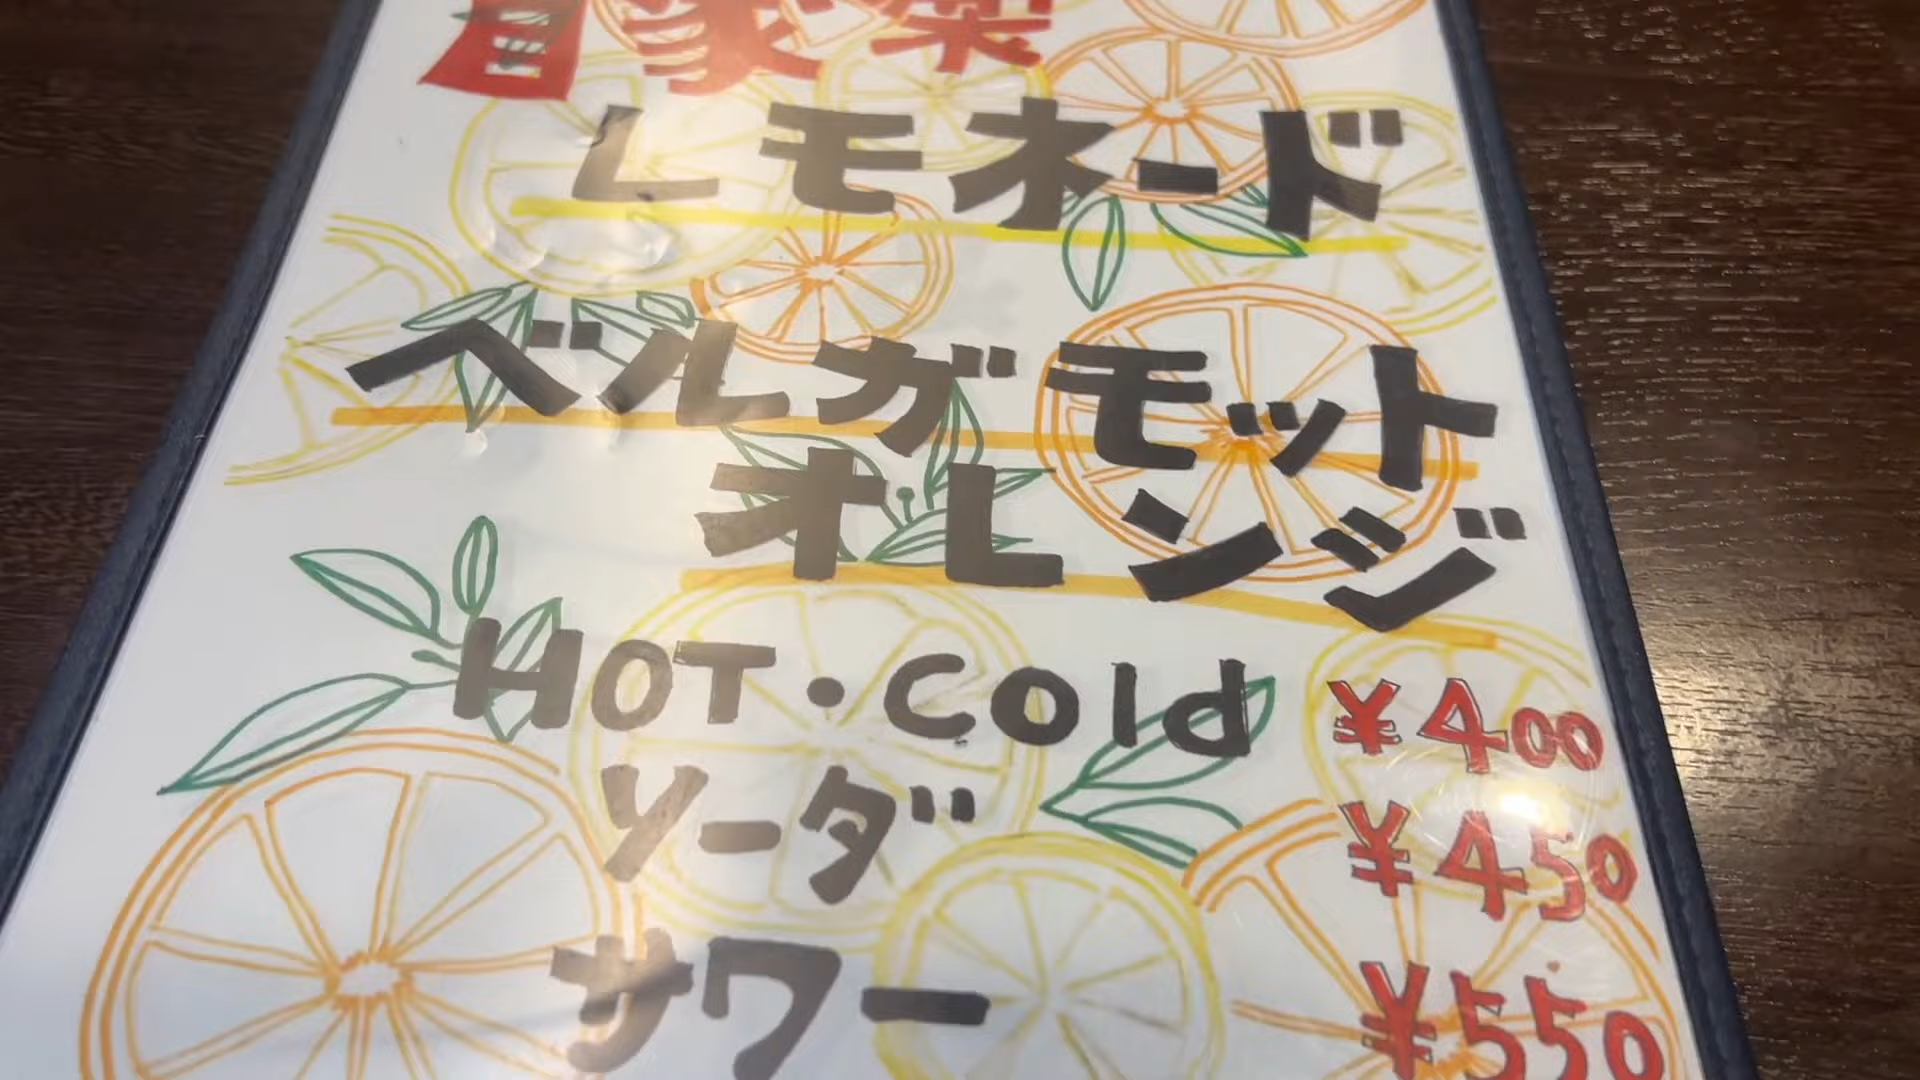 自家製
レモネード
ベルガモット
オレンジ
HOT・cold ¥400
ソーダ ¥450
サワー ¥550